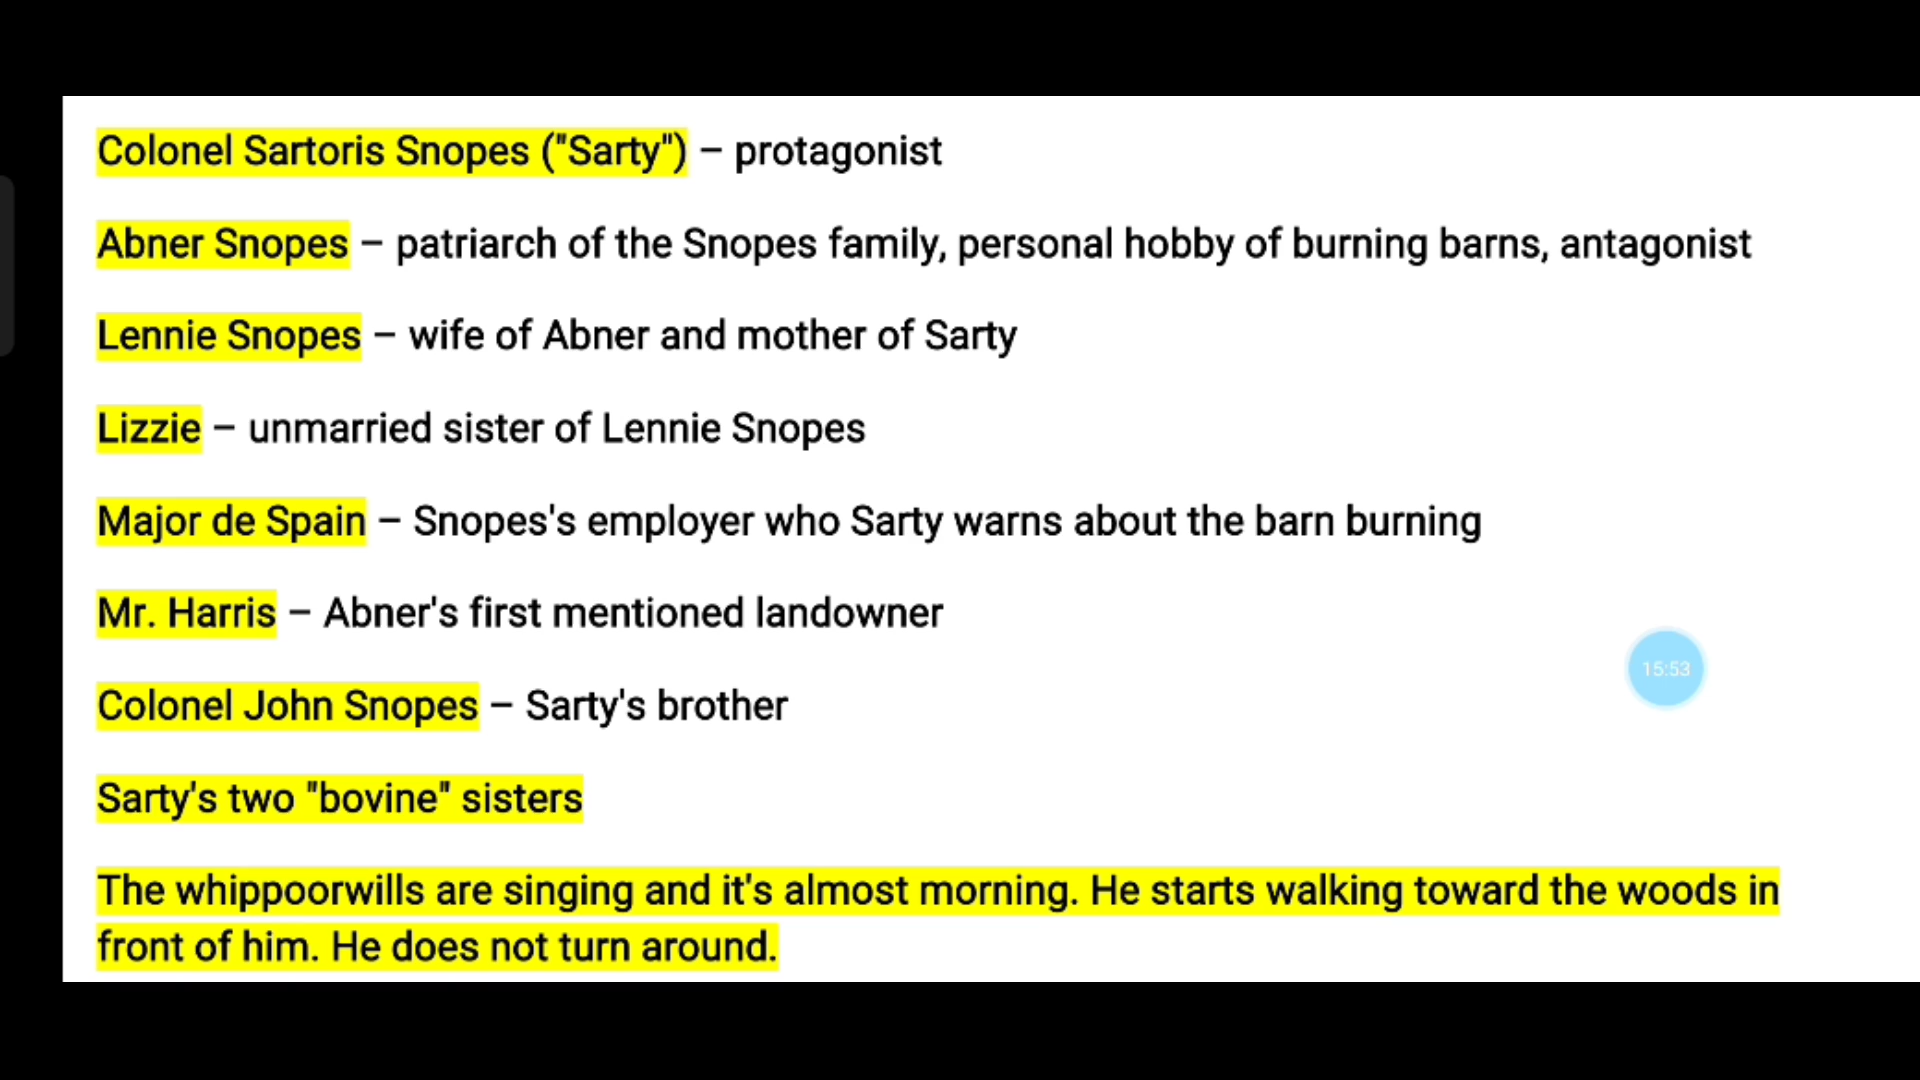 Colonel Sartoris Snopes ("Sarty") – protagonist
Abner Snopes – patriarch of the Snopes family, personal hobby of burning barns, antagonist
Lennie Snopes – wife of Abner and mother of Sarty
Lizzie – unmarried sister of Lennie Snopes
Major de Spain – Snopes's employer who Sarty warns about the barn burning
Mr. Harris – Abner's first mentioned landowner
15:53
Colonel John Snopes – Sarty's brother
Sarty's two "bovine" sisters
The whippoorwills are singing and it's almost morning. He starts walking toward the woods in
front of him. He does not turn around.